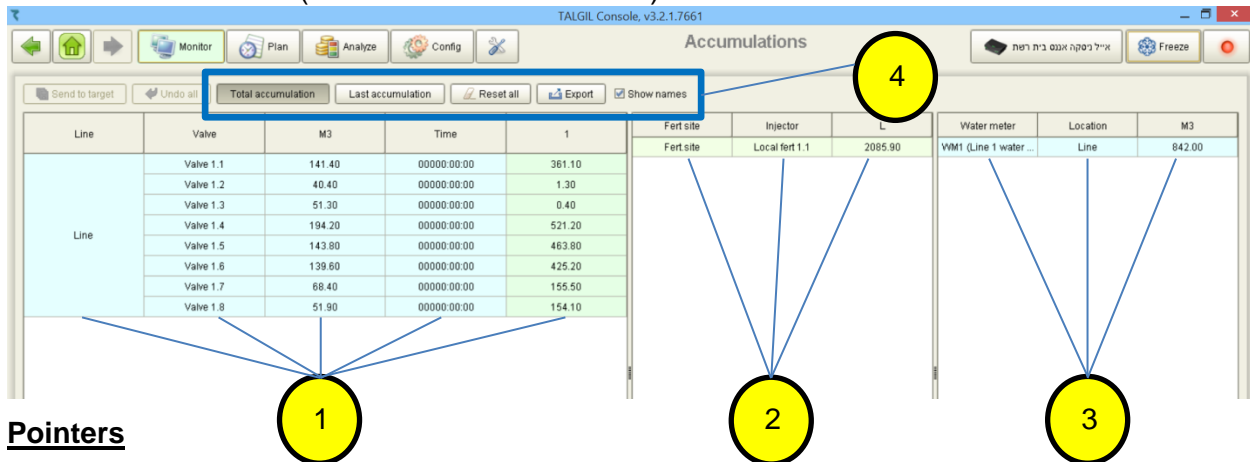 TALGIL Console, v3.2.1.7661
Monitor Plan Analyze Config Accumulations אייל ניסקה אגנס בית רשת Freeze
Send to target Undo all Total accumulation Last accumulation Reset all Export Show names 4
Line Valve M3 Time 1 Fert site Injector L Water meter Location M3
Fert.site Local fert 1.1 2085.90 WM1 (Line 1 water ... Line 842.00
Line
Valve 1.1 141.40 00000:00:00 361.10
Valve 1.2 40.40 00000:00:00 1.30
Valve 1.3 51.30 00000:00:00 0.40
Valve 1.4 194.20 00000:00:00 521.20
Valve 1.5 143.80 00000:00:00 463.80
Valve 1.6 139.60 00000:00:00 425.20
Valve 1.7 68.40 00000:00:00 155.50
Valve 1.8 51.90 00000:00:00 154.10
1 2 3
Pointers